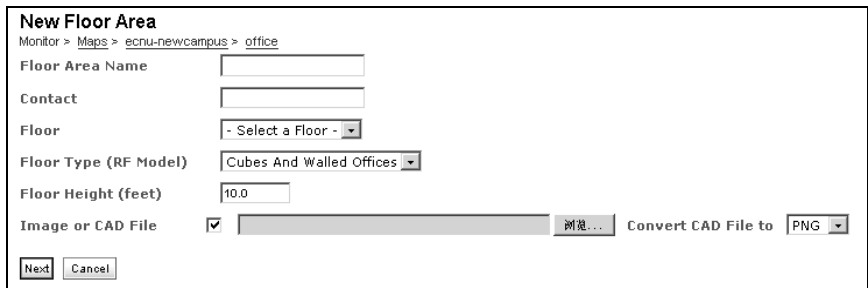 New Floor Area
Monitor > Maps > ecnu-newcampus > office
Floor Area Name
Contact
Floor - Select a Floor -
Floor Type (RF Model) Cubes And Walled Offices
Floor Height (feet) 10.0
Image or CAD File 浏览... Convert CAD File to PNG
Next Cancel